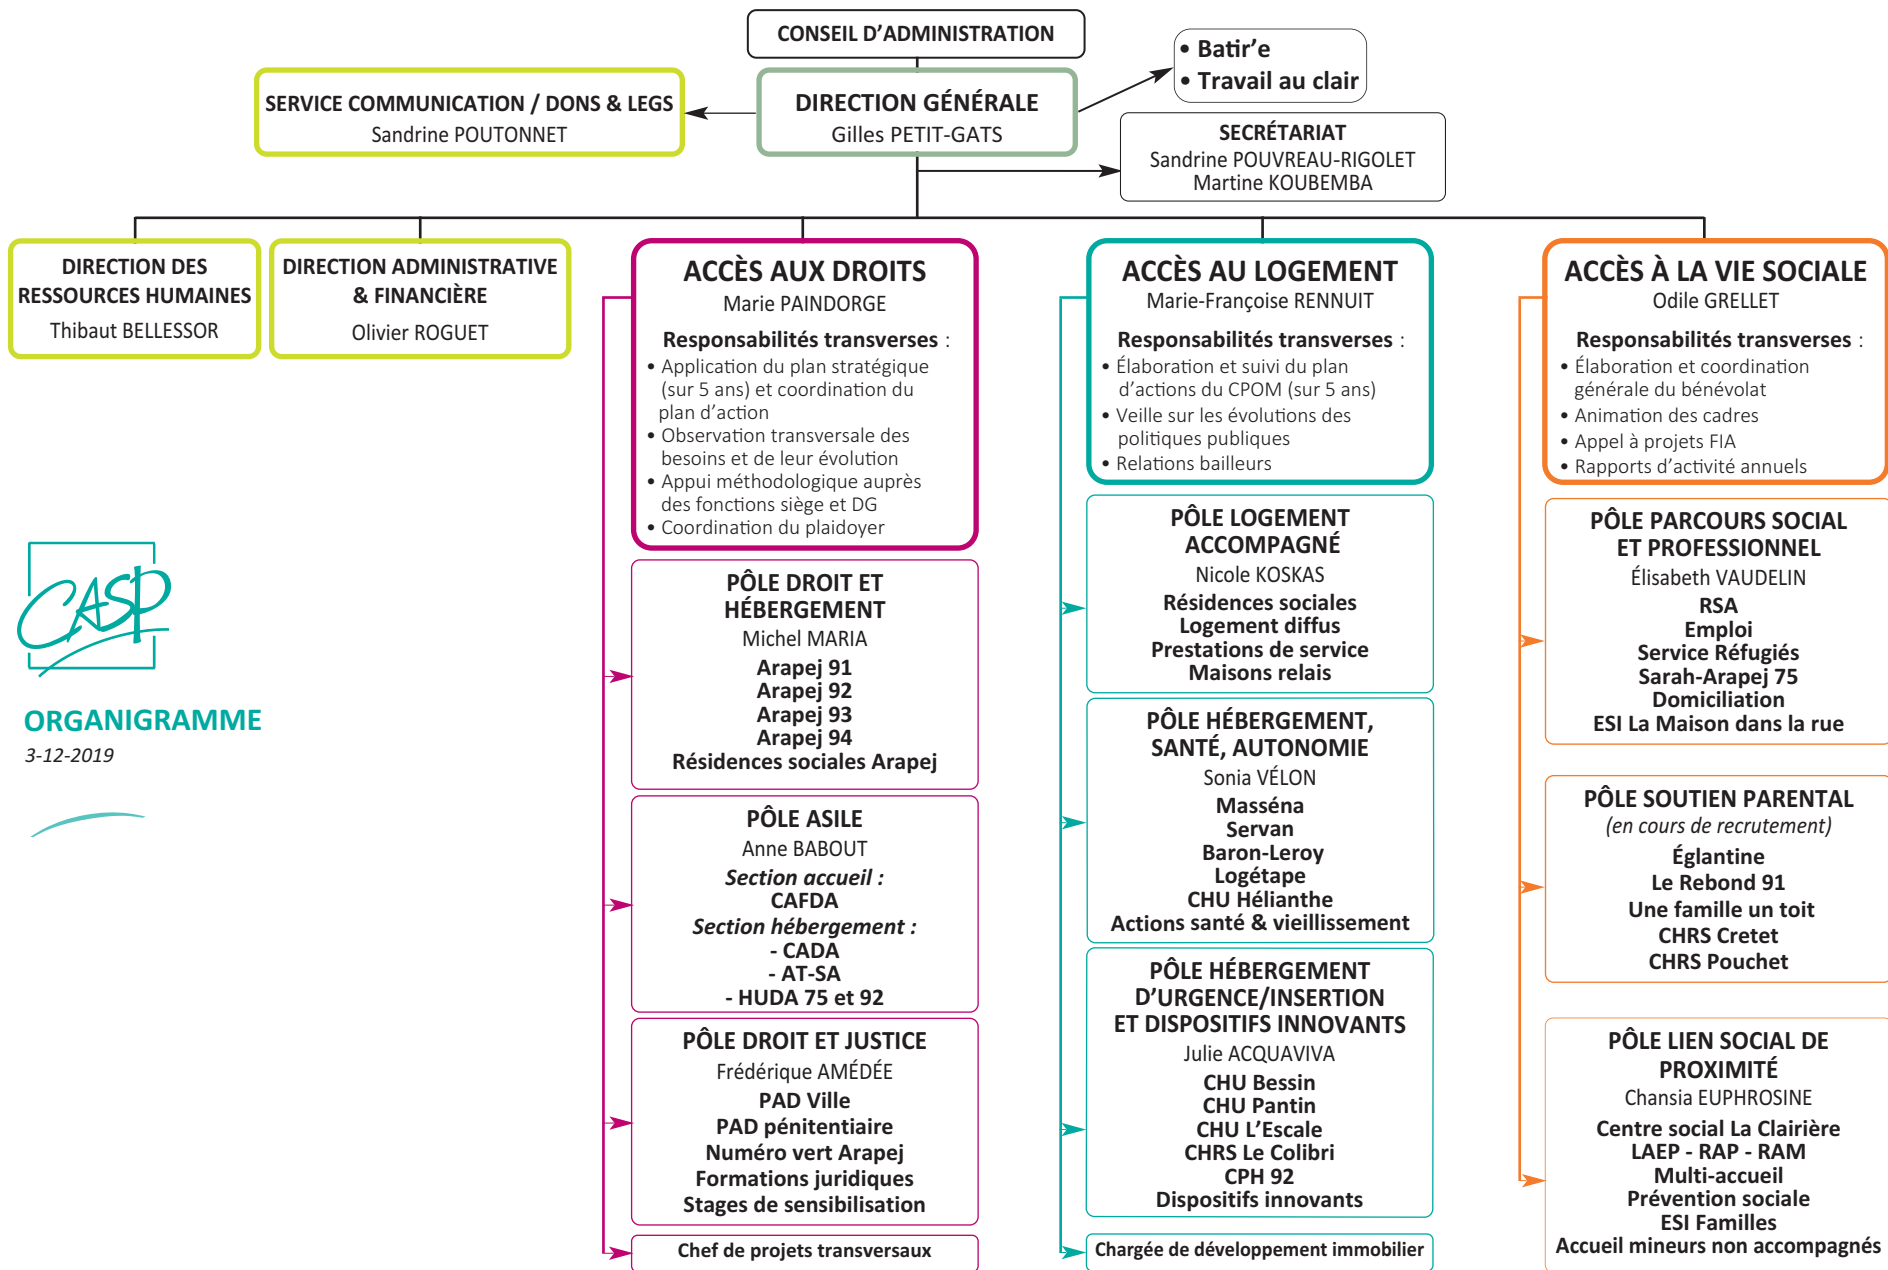 CONSEIL D'ADMINISTRATION
• Batir'e
• Travail au clair
SERVICE COMMUNICATION / DONS & LEGS
Sandrine POUTONNET
DIRECTION GÉNÉRALE
Gilles PETIT-GATS
SECRÉTARIAT
Sandrine POUVREAU-RIGOLET
Martine KOUBEMBA
DIRECTION DES
RESSOURCES HUMAINES
Thibaut BELLESSOR
DIRECTION ADMINISTRATIVE
& FINANCIÈRE
Olivier ROGUET
ACCÈS AUX DROITS
Marie PAINDORGE
Responsabilités transverses :
• Application du plan stratégique
(sur 5 ans) et coordination du
plan d'action
• Observation transversale des
besoins et de leur évolution
• Appui méthodologique auprès
des fonctions siège et DG
• Coordination du plaidoyer
PÔLE DROIT ET
HÉBERGEMENT
Michel MARIA
Arapej 91
Arapej 92
Arapej 93
Arapej 94
Résidences sociales Arapej
PÔLE ASILE
Anne BABOUT
Section accueil :
CAFDA
Section hébergement :
- CADA
- AT-SA
- HUDA 75 et 92
PÔLE DROIT ET JUSTICE
Frédérique AMÉDÉE
PAD Ville
PAD pénitentiaire
Numéro vert Arapej
Formations juridiques
Stages de sensibilisation
Chef de projets transversaux
ACCÈS AU LOGEMENT
Marie-Françoise RENNUIT
Responsabilités transverses :
• Élaboration et suivi du plan
d'actions du CPOM (sur 5 ans)
• Veille sur les évolutions des
politiques publiques
• Relations bailleurs
PÔLE LOGEMENT
ACCOMPAGNÉ
Nicole KOSKAS
Résidences sociales
Logement diffus
Prestations de service
Maisons relais
PÔLE HÉBERGEMENT,
SANTÉ, AUTONOMIE
Sonia VÉLON
Masséna
Servan
Baron-Leroy
Logétape
CHU Hélianthe
Actions santé & vieillissement
PÔLE HÉBERGEMENT
D'URGENCE/INSERTION
ET DISPOSITIFS INNOVANTS
Julie ACQUAVIVA
CHU Bessin
CHU Pantin
CHU L'Escale
CHRS Le Colibri
CPH 92
Dispositifs innovants
Chargée de développement immobilier
ACCÈS À LA VIE SOCIALE
Odile GRELLET
Responsabilités transverses :
• Élaboration et coordination
générale du bénévolat
• Animation des cadres
• Appel à projets FIA
• Rapports d'activité annuels
PÔLE PARCOURS SOCIAL
ET PROFESSIONNEL
Élisabeth VAUDELIN
RSA
Emploi
Service Réfugiés
Sarah-Arapej 75
Domiciliation
ESI La Maison dans la rue
PÔLE SOUTIEN PARENTAL
(en cours de recrutement)
Églantine
Le Rebond 91
Une famille un toit
CHRS Cretet
CHRS Pouchet
PÔLE LIEN SOCIAL DE
PROXIMITÉ
Chansia EUPHROSINE
Centre social La Clairière
LAEP - RAP - RAM
Multi-accueil
Prévention sociale
ESI Familles
Accueil mineurs non accompagnés
CASP
ORGANIGRAMME
3-12-2019